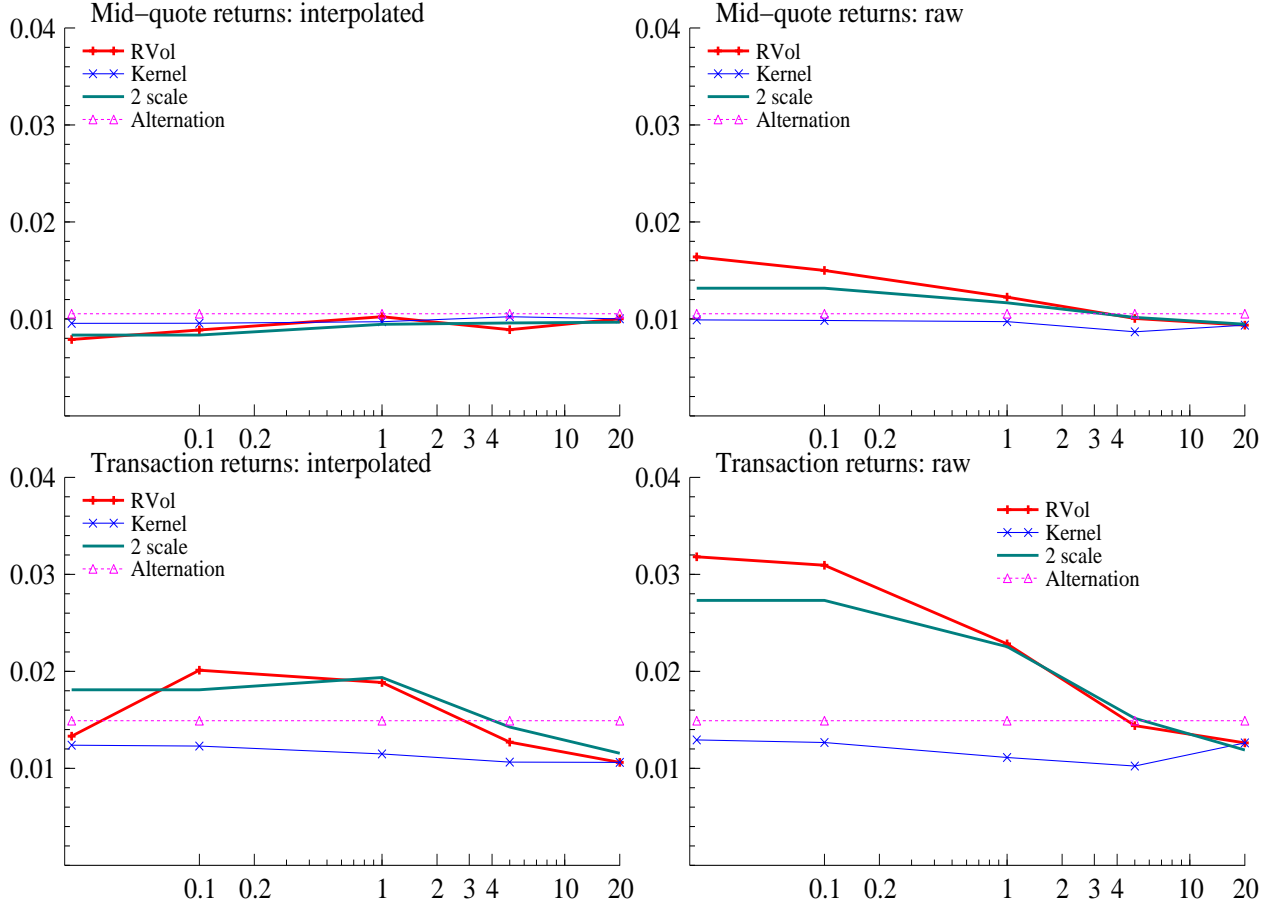 Mid−quote returns: interpolated
0.04
RVol
Kernel
2 scale
Alternation
0.03
0.02
0.01
0.1 0.2 1 2 3 4 10 20
Mid−quote returns: raw
0.04
RVol
Kernel
2 scale
Alternation
0.03
0.02
0.01
0.1 0.2 1 2 3 4 10 20
Transaction returns: interpolated
0.04
RVol
Kernel
2 scale
Alternation
0.03
0.02
0.01
0.1 0.2 1 2 3 4 10 20
Transaction returns: raw
0.04
RVol
Kernel
2 scale
Alternation
0.03
0.02
0.01
0.1 0.2 1 2 3 4 10 20